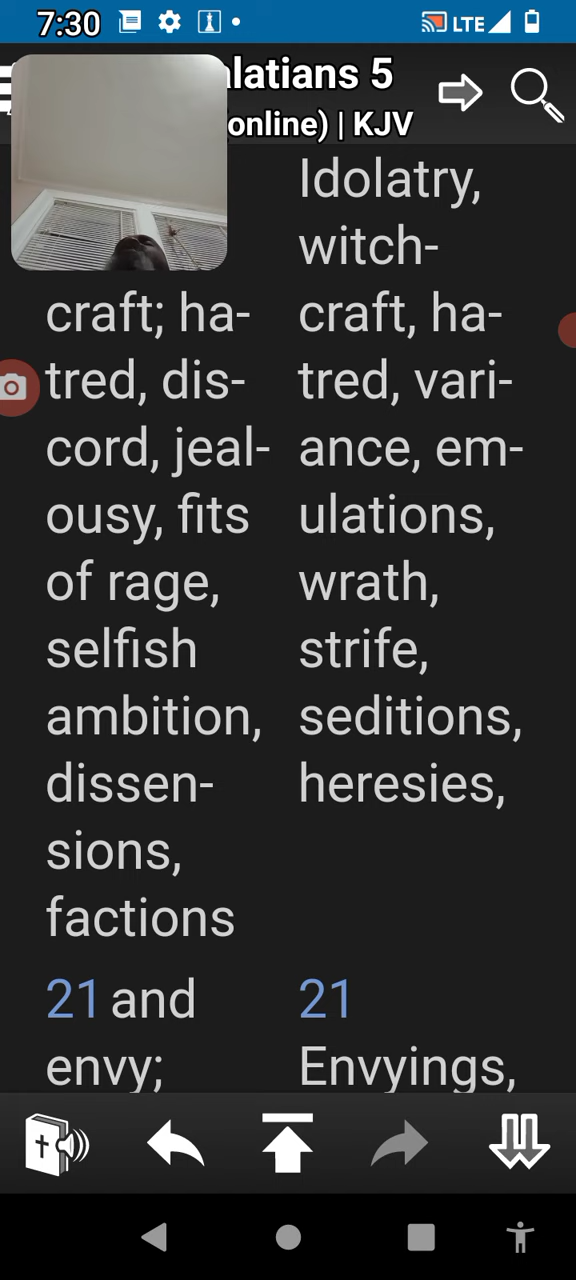 7:30
LTE
alatians 5
(online) | KJV
craft; ha-
tred, dis-
cord, jeal-
ousy, fits
of rage,
selfish
ambition,
dissen-
sions,
factions
21 and
envy;
Idolatry,
witch-
craft, ha-
tred, vari-
ance, em-
ulations,
wrath,
strife,
seditions,
heresies,
21
Envyings,